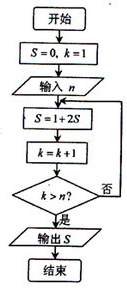 开始
S=0, k=1
输入 n
S=1+2S
k=k+1
k>n?
否
是
输出 S
结束